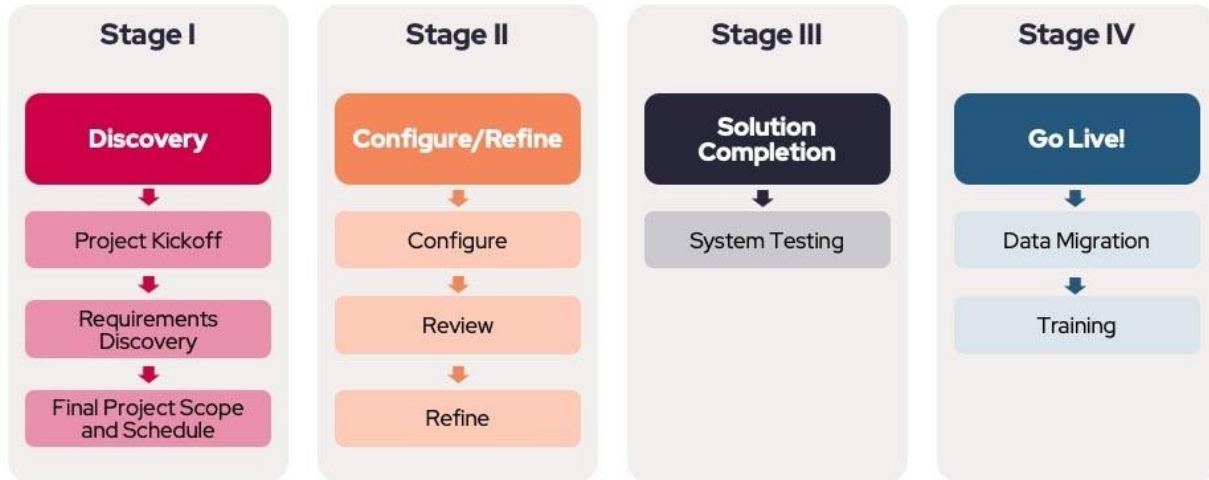 Stage I
Discovery
Project Kickoff
Requirements
Discovery
Final Project Scope
and Schedule
Stage II
Configure/Refine
Configure
Review
Refine
Stage III
Solution
Completion
System Testing
Stage IV
Go Live!
Data Migration
Training